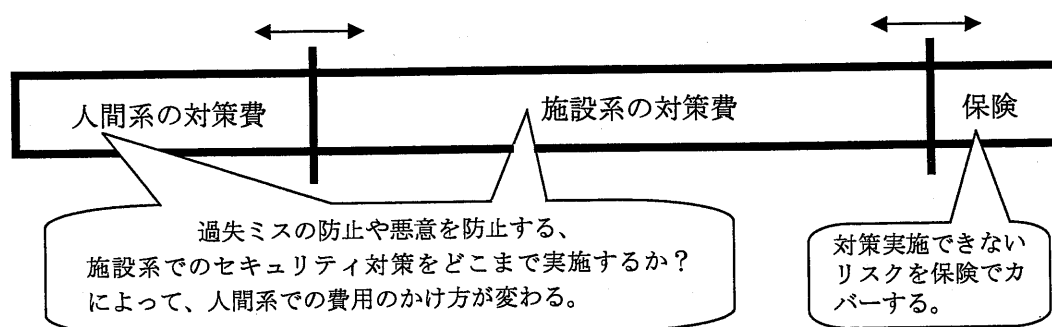 人間系の対策費
施設系の対策費
保険
過失ミスの防止や悪意を防止する、
施設系でのセキュリティ対策をどこまで実施するか？
によって、人間系での費用のかけ方が変わる。
対策実施できない
リスクを保険でカ
バーする。